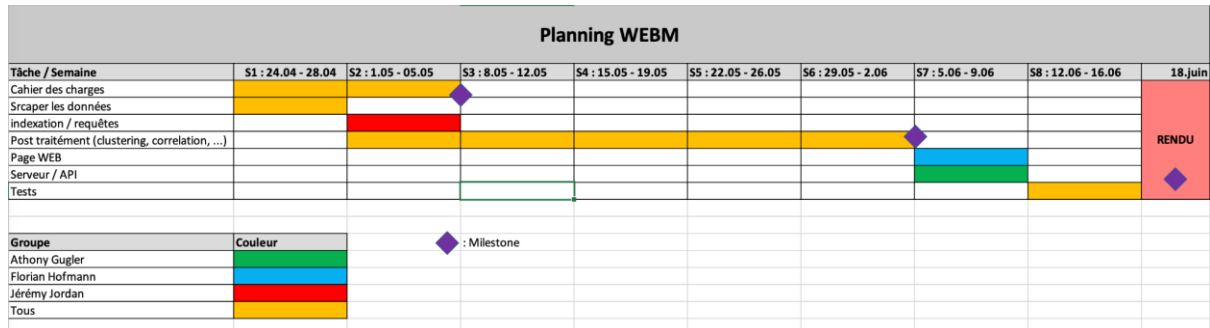 Planning WEBM
Tâche / Semaine S1 : 24.04 - 28.04 S2 : 1.05 - 05.05 S3 : 8.05 - 12.05 S4 : 15.05 - 19.05 S5 : 22.05 - 26.05 S6 : 29.05 - 2.06 S7 : 5.06 - 9.06 S8 : 12.06 - 16.06 18.juin
Cahier des charges
Srcaper les données
indexation / requêtes
Post traitément (clustering, correlation, ...)
RENDU
Page WEB
Serveur / API
Tests
Groupe Couleur : Milestone
Athony Gugler
Florian Hofmann
Jérémy Jordan
Tous